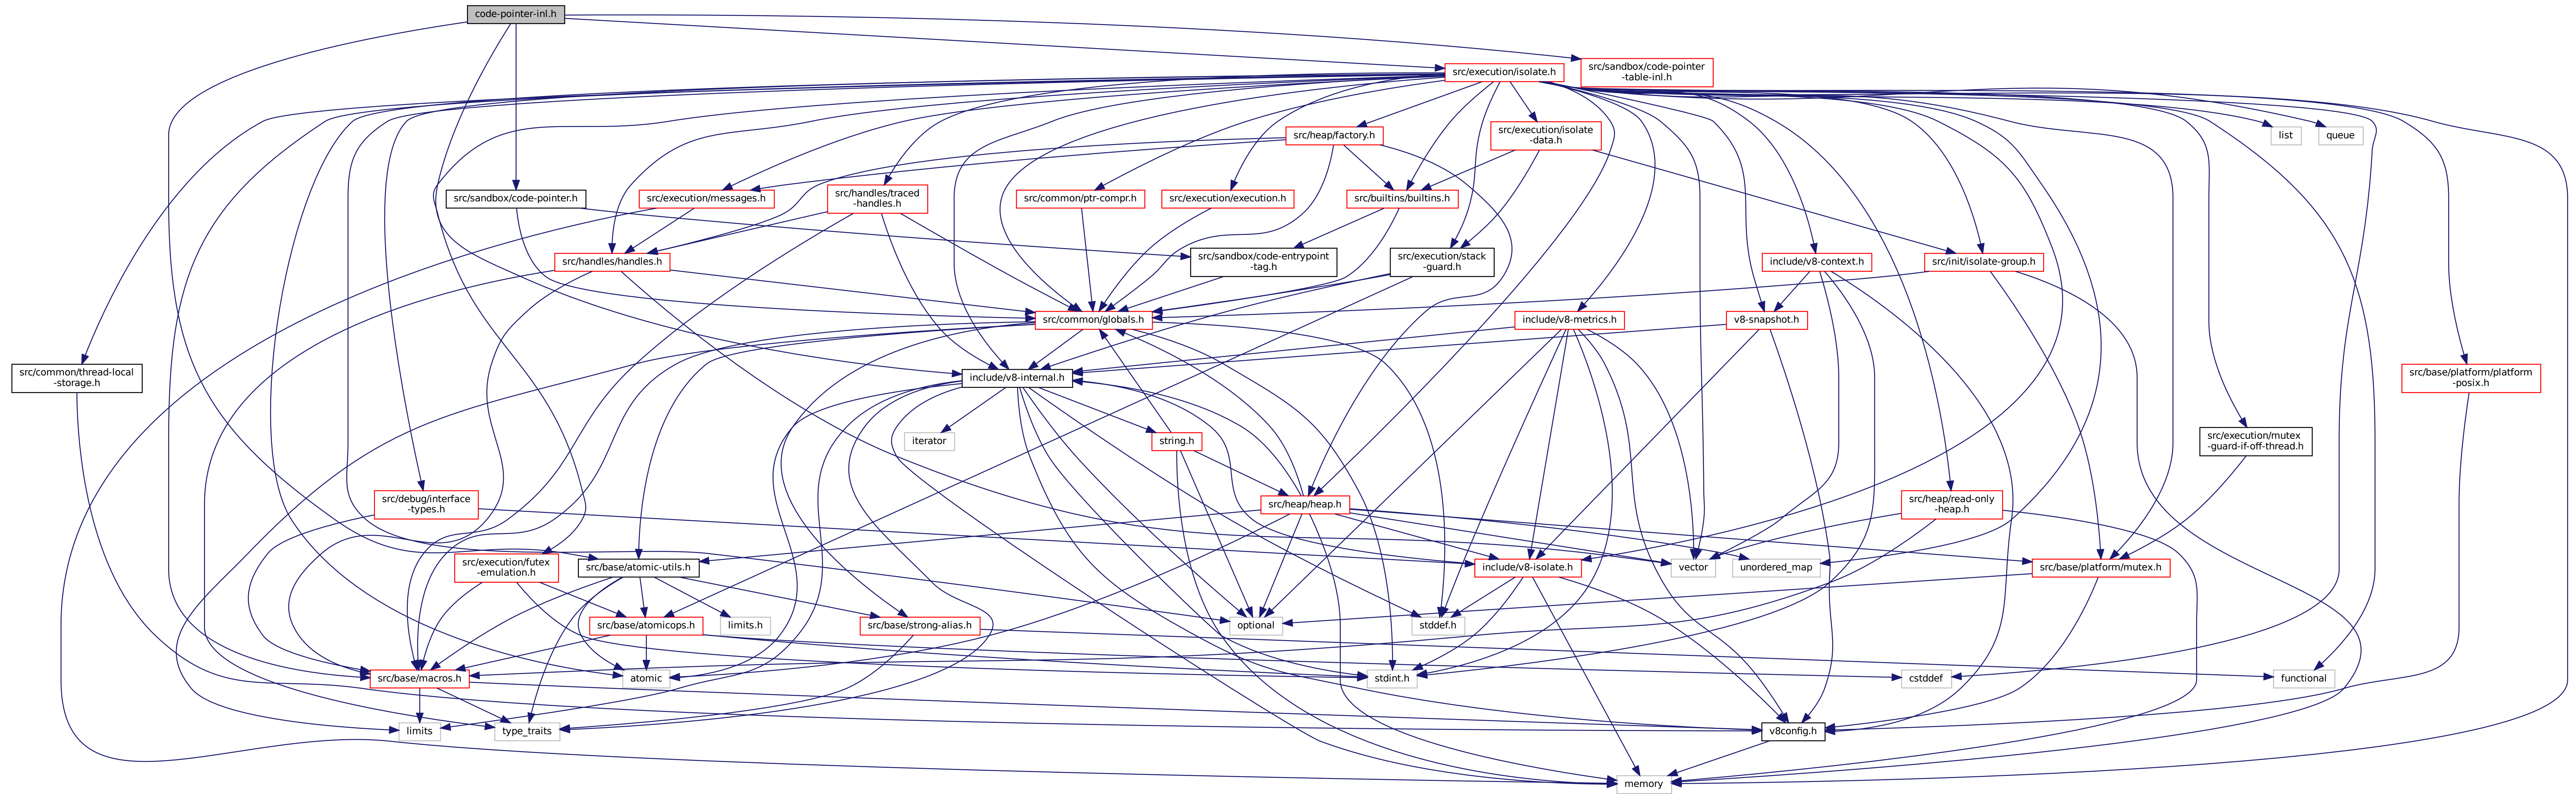 code-pointer-inl.h
src/execution/isolate.h
src/sandbox/code-pointer
-table-inl.h
src/heap/factory.h
src/execution/isolate
-data.h
list
queue
src/sandbox/code-pointer.h
src/execution/messages.h
src/handles/traced
-handles.h
src/common/ptr-compr.h
src/execution/execution.h
src/builtins/builtins.h
src/handles/handles.h
src/sandbox/code-entrypoint
-tag.h
src/execution/stack
-guard.h
include/v8-context.h
src/init/isolate-group.h
src/common/globals.h
include/v8-metrics.h
v8-snapshot.h
src/common/thread-local
-storage.h
include/v8-internal.h
src/base/platform/platform
-posix.h
iterator
string.h
src/execution/mutex
-guard-if-off-thread.h
src/debug/interface
-types.h
src/heap/heap.h
src/heap/read-only
-heap.h
src/execution/futex
-emulation.h
src/base/atomic-utils.h
include/v8-isolate.h
vector
unordered_map
src/base/platform/mutex.h
src/base/atomicops.h
limits.h
src/base/strong-alias.h
optional
stddef.h
src/base/macros.h
atomic
stdint.h
cstddef
functional
limits
type_traits
v8config.h
memory